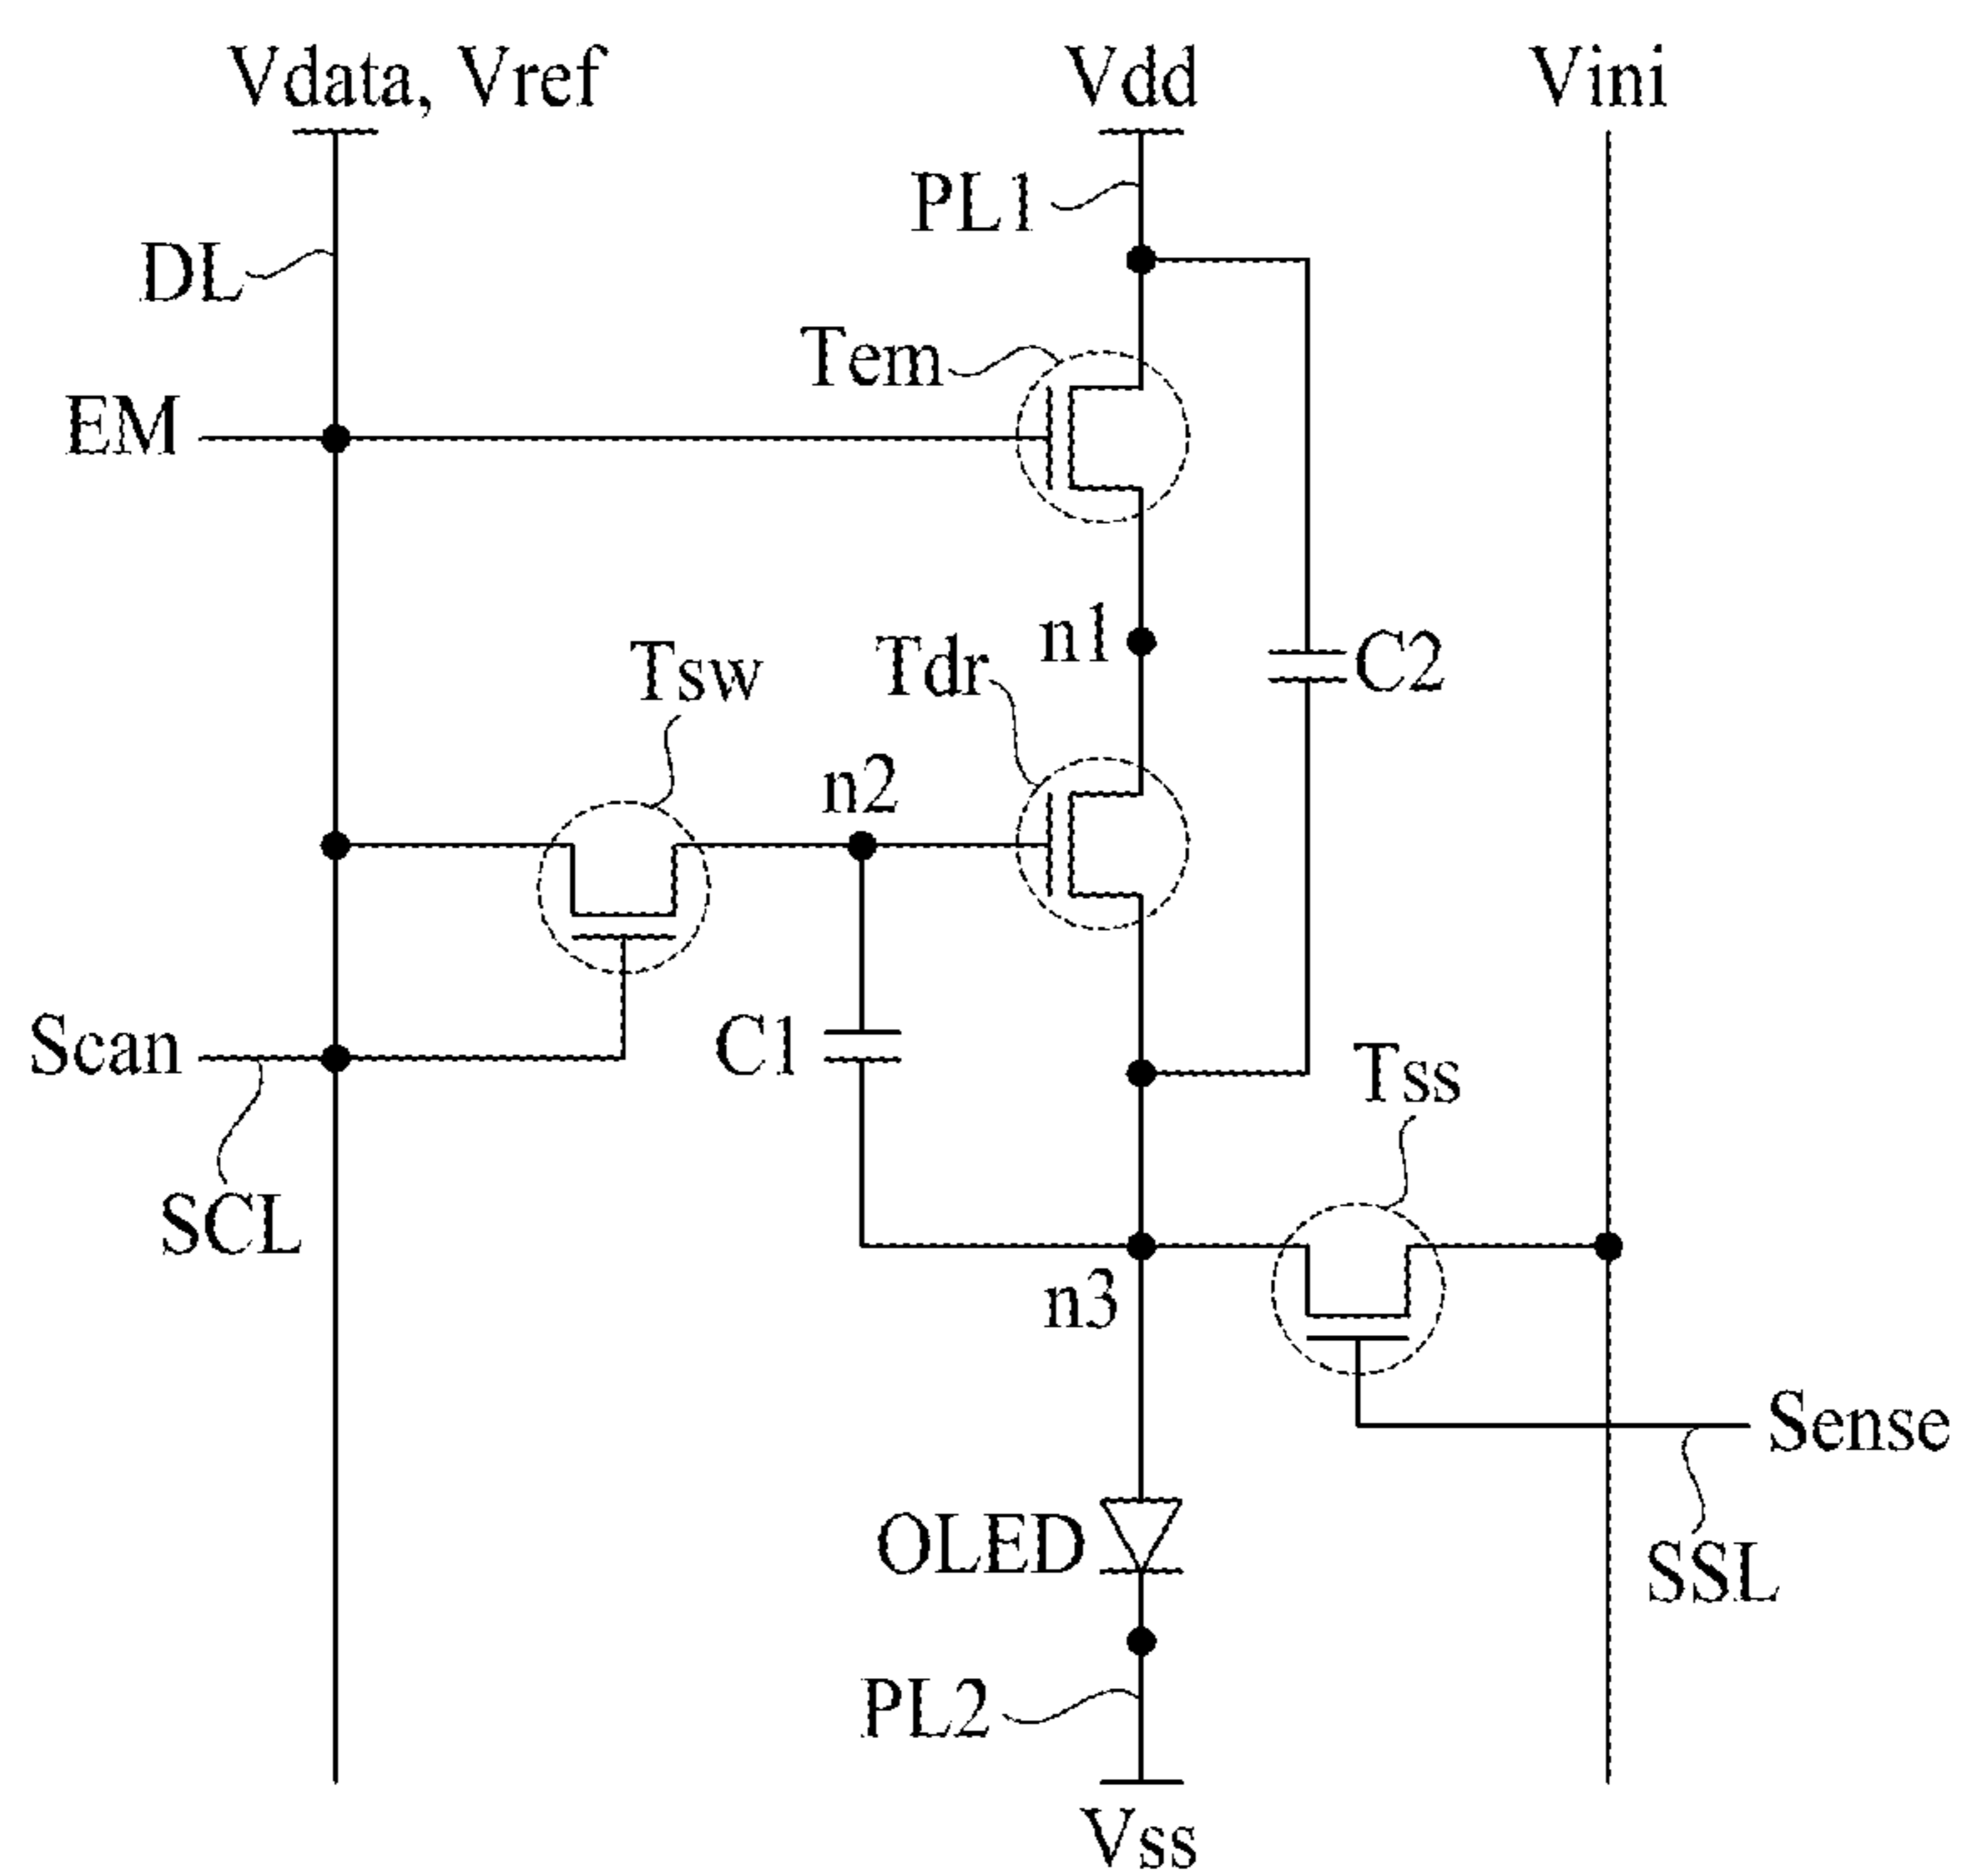 Vdata, Vref
Vdd
Vini
PL1
DL
Tem
EM
n1
Tsw
Tdr
C2
n2
Scan
C1
Tss
SCL
n3
Sense
OLED
SSL
PL2
Vss